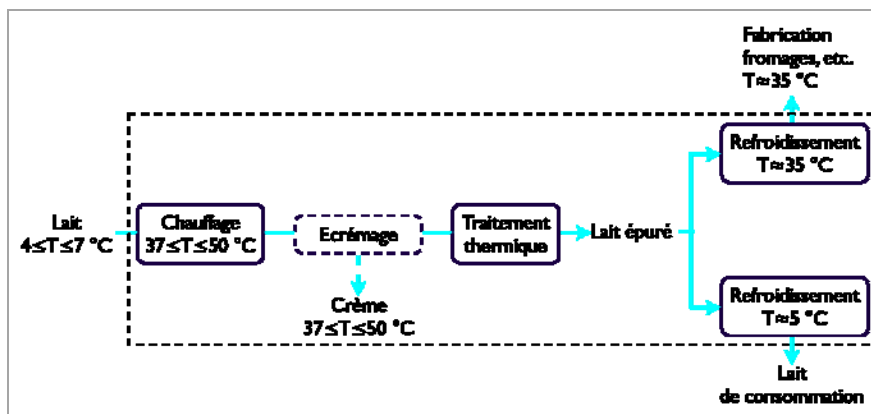 Fabrication
fromages, etc.
T≈35 °C
Refroidissement
T≈35 °C
Lait
4≤T≤7 °C
Chauffage
37≤T≤50 °C
Ecrémage
Traitement
thermique
Lait épuré
Crème
37≤T≤50 °C
Refroidissement
T≈5 °C
Lait
de consommation